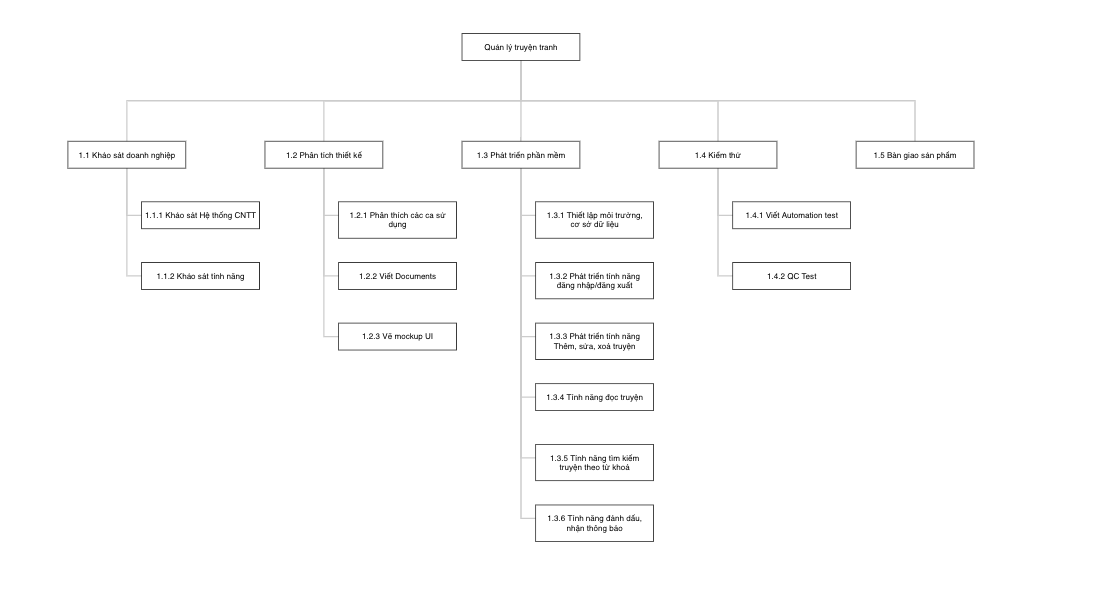 Quản lý truyện tranh
1.1 Khảo sát doanh nghiệp
1.2 Phân tích thiết kế
1.3 Phát triển phần mềm
1.4 Kiểm thử
1.5 Bàn giao sản phẩm
1.1.1 Khảo sát Hệ thống CNTT
1.1.2 Khảo sát tính năng
1.2.1 Phân thích các ca sử
dụng
1.2.2 Viết Documents
1.2.3 Vẽ mockup UI
1.3.1 Thiết lập môi trường,
cơ sở dữ liệu
1.3.2 Phát triển tính năng
đăng nhập/đăng xuất
1.3.3 Phát triển tính năng
Thêm, sửa, xoá truyện
1.3.4 Tính năng đọc truyện
1.3.5 Tính năng tìm kiếm
truyện theo từ khoá
1.3.6 Tính năng đánh dấu,
nhận thông báo
1.4.1 Viết Automation test
1.4.2 QC Test